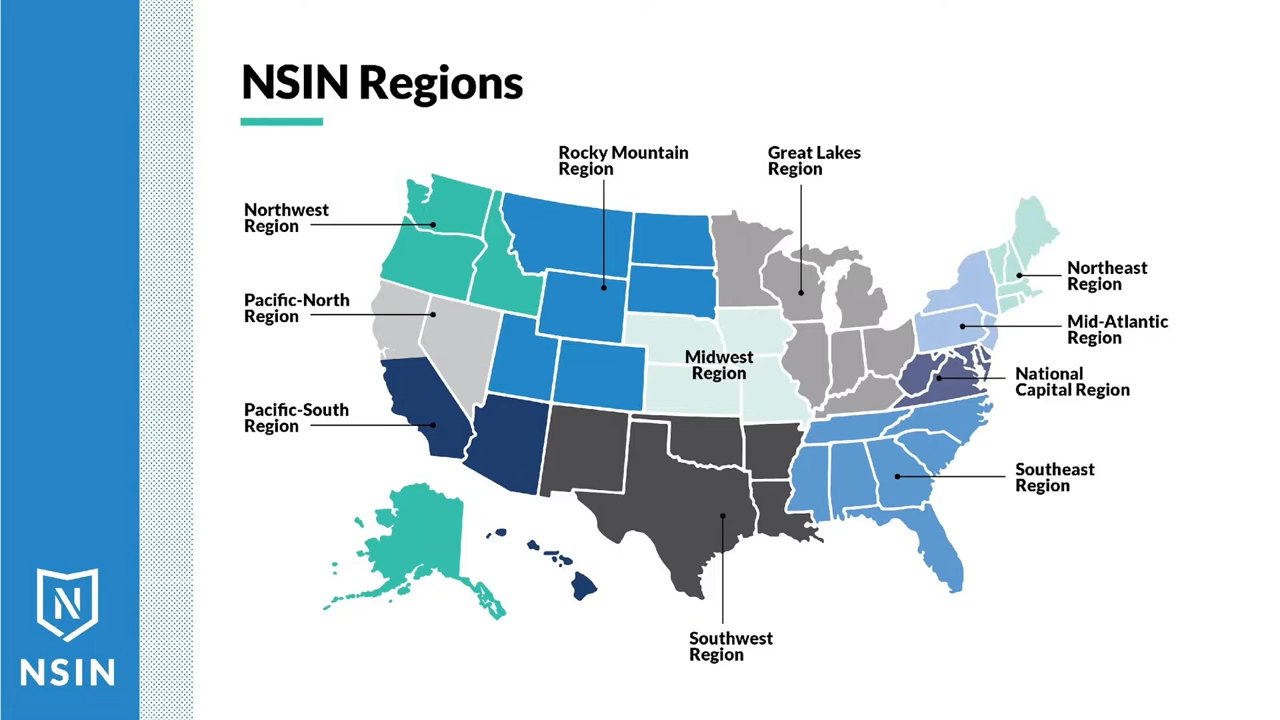 NSIN Regions
Rocky Mountain
Region
Great Lakes
Region
Northwest
Region
Northeast
Region
Pacific-North
Region
Mid-Atlantic
Region
Midwest
Region
National
Capital Region
Pacific-South
Region
Southeast
Region
Southwest
Region
N
NSIN